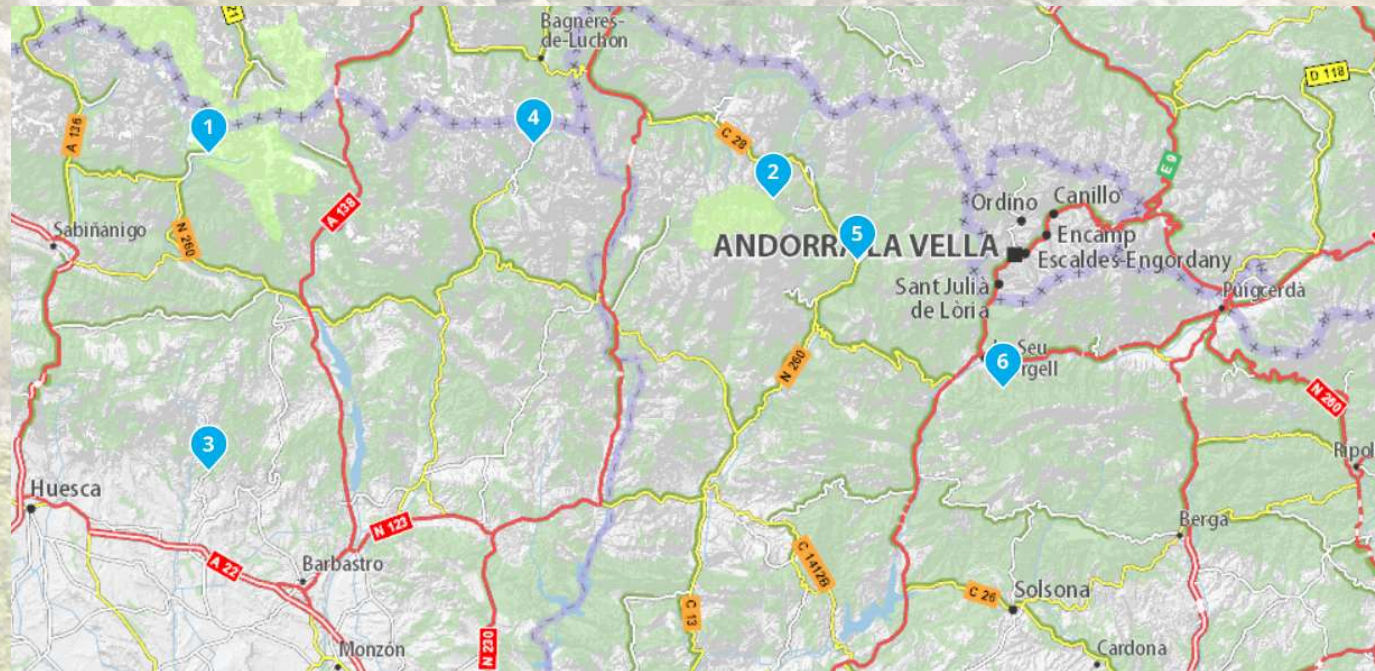 21
Bagnères-
de-Luchon
D 118
1
4
A 136
C 28
2
E 9
A 138
Ordino
Canillo
Sabiñánigo
N 260
5
Encamp
ANDORRA LA VELLA
Escaldes-Engordany
Sant Julià
de Lòria
Puigcerdà
6
Seu
rgell
N 260
N 260
3
Ripol
Huesca
N 123
Berga
A 22
Barbastro
C 1412B
C 26
Solsona
C 13
N 230
Monzón
Cardona